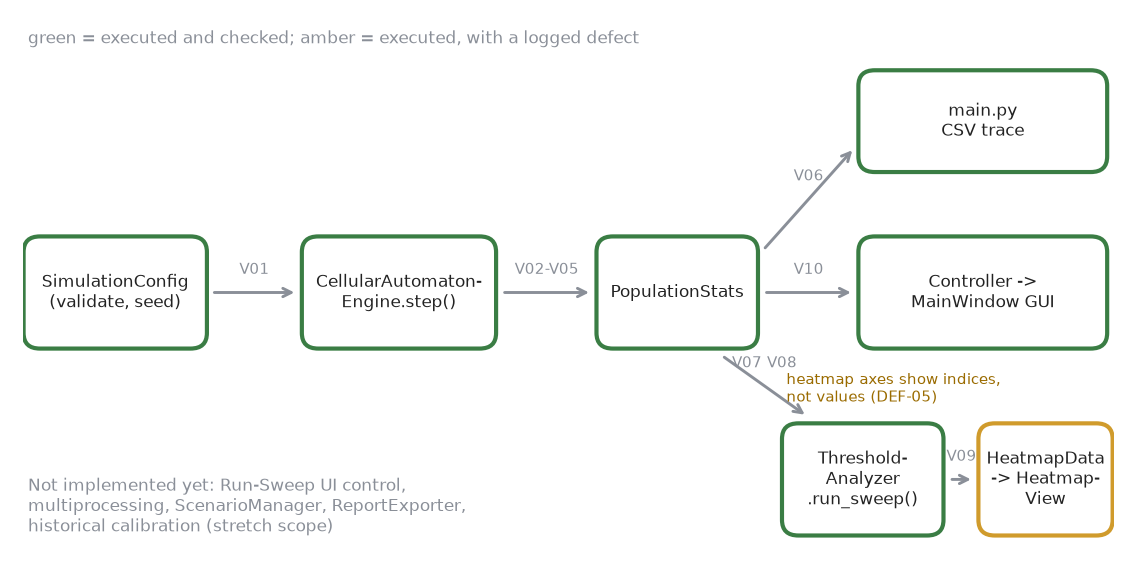 green = executed and checked; amber = executed, with a logged defect
main.py
CSV trace
V06
SimulationConfig
(validate, seed)
V01
CellularAutomaton-
Engine.step()
V02-V05
PopulationStats
V10
Controller ->
MainWindow GUI
V07 V08
heatmap axes show indices,
not values (DEF-05)
Threshold-
Analyzer
.run_sweep()
V09
HeatmapData
-> Heatmap-
View
Not implemented yet: Run-Sweep UI control,
multiprocessing, ScenarioManager, ReportExporter,
historical calibration (stretch scope)